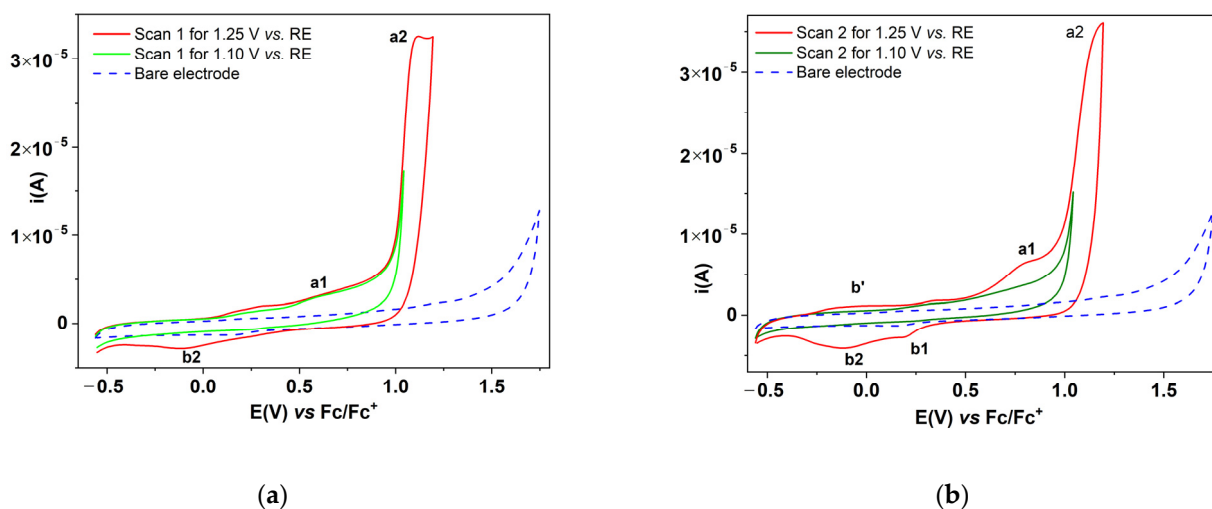 Scan 1 for 1.25 V vs. RE
Scan 1 for 1.10 V vs. RE
Bare electrode
a2
3×10⁻⁵
2×10⁻⁵
1×10⁻⁵
0
i(A)
a1
b2
−0.5 0.0 0.5 1.0 1.5
E(V) vs Fc/Fc⁺
(a)
Scan 2 for 1.25 V vs. RE
Scan 2 for 1.10 V vs. RE
Bare electrode
a2
3×10⁻⁵
2×10⁻⁵
1×10⁻⁵
0
i(A)
a1
b'
b2
b1
−0.5 0.0 0.5 1.0 1.5
E(V) vs Fc/Fc⁺
(b)